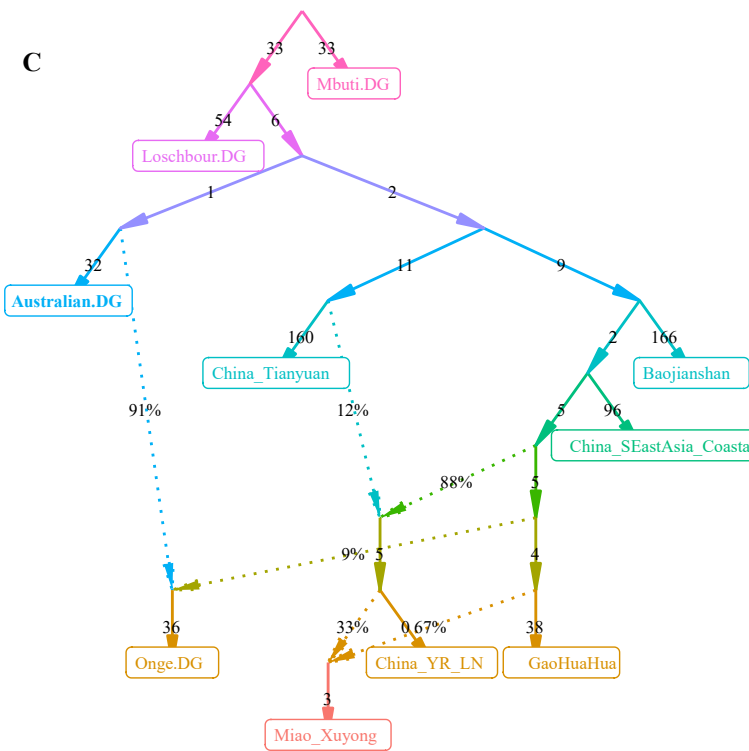 C
33 33
Mbuti.DG
54 6
Loschbour.DG
1 2
32 11 9
Australian.DG
160 2 166
China_Tianyuan Baojianshan
91% 12% 5 96
China_SEastAsia_Coasta
88% 5
9% 5 4
36 33% 0 67% 38
Onge.DG China_YR_LN GaoHuaHua
3
Miao_Xuyong